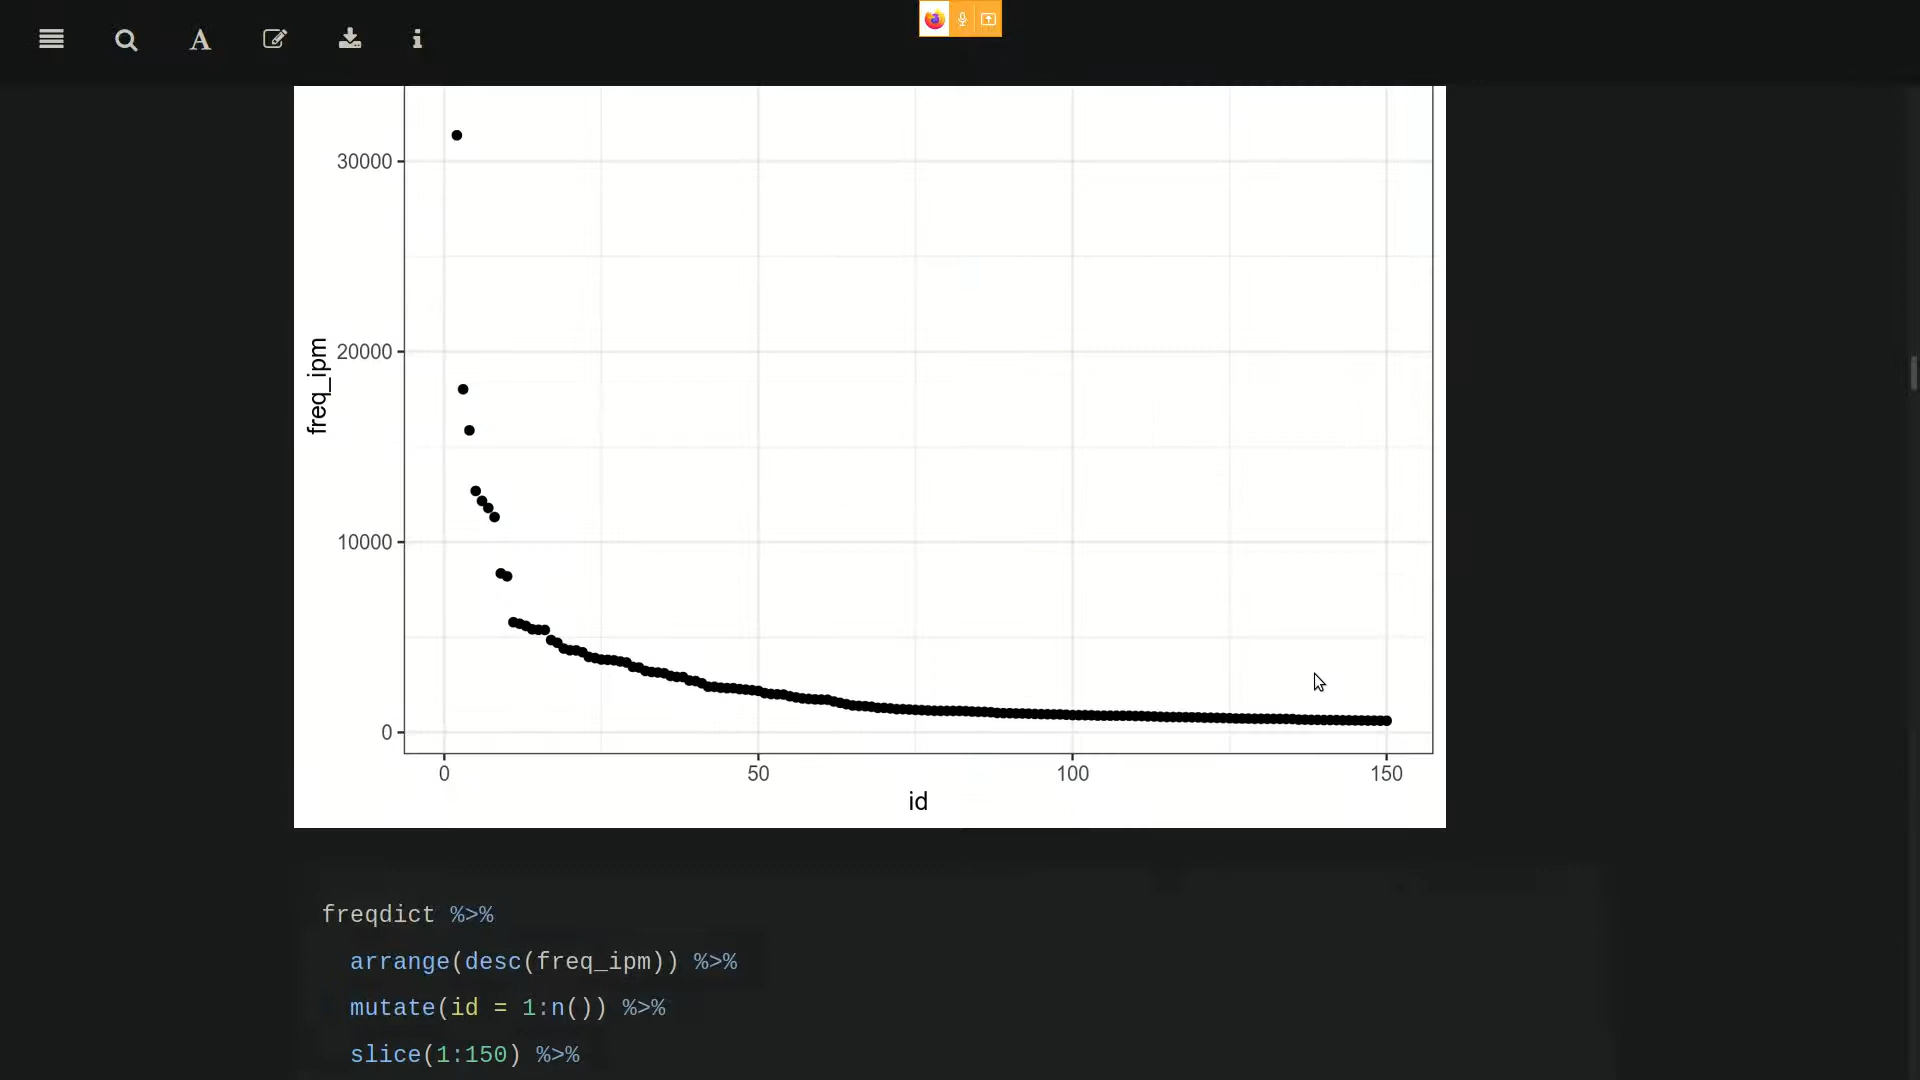 A
i
30000
20000
10000
0
freq_ipm
0 50 100 150
id
freqdict %>%
arrange(desc(freq_ipm)) %>%
mutate(id = 1:n()) %>%
slice(1:150) %>%